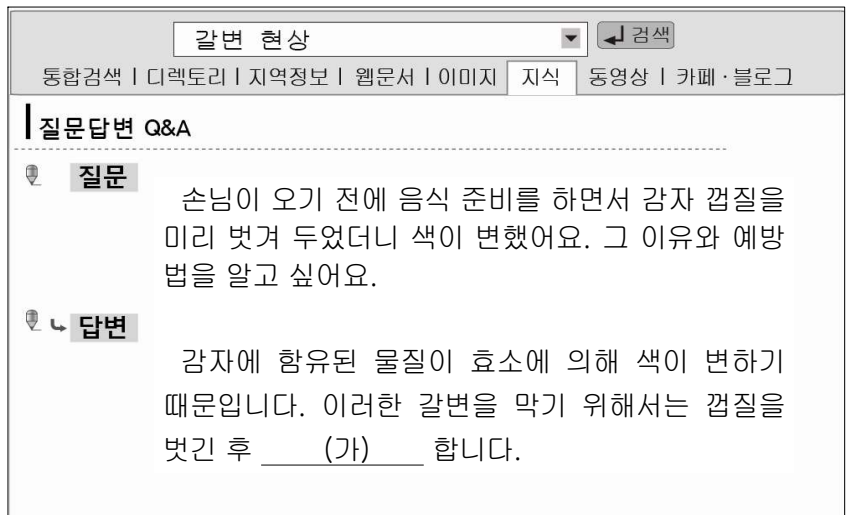 갈변 현상 검색
통합검색 | 디렉토리 | 지역정보 | 웹문서 | 이미지 지식 동영상 | 카페 · 블로그
질문답변 Q&A
질문
손님이 오기 전에 음식 준비를 하면서 감자 껍질을
미리 벗겨 두었더니 색이 변했어요. 그 이유와 예방
법을 알고 싶어요.
답변
감자에 함유된 물질이 효소에 의해 색이 변하기
때문입니다. 이러한 갈변을 막기 위해서는 껍질을
벗긴 후 (가) 합니다.